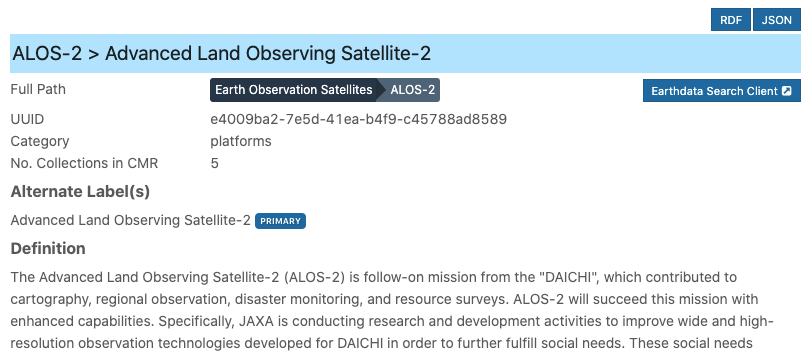 RDF JSON
ALOS-2 > Advanced Land Observing Satellite-2
Full Path Earth Observation Satellites ALOS-2 Earthdata Search Client
UUID e4009ba2-7e5d-41ea-b4f9-c45788ad8589
Category platforms
No. Collections in CMR 5
Alternate Label(s)
Advanced Land Observing Satellite-2 PRIMARY
Definition
The Advanced Land Observing Satellite-2 (ALOS-2) is follow-on mission from the "DAICHI", which contributed to
cartography, regional observation, disaster monitoring, and resource surveys. ALOS-2 will succeed this mission with
enhanced capabilities. Specifically, JAXA is conducting research and development activities to improve wide and high-
resolution observation technologies developed for DAICHI in order to further fulfill social needs. These social needs